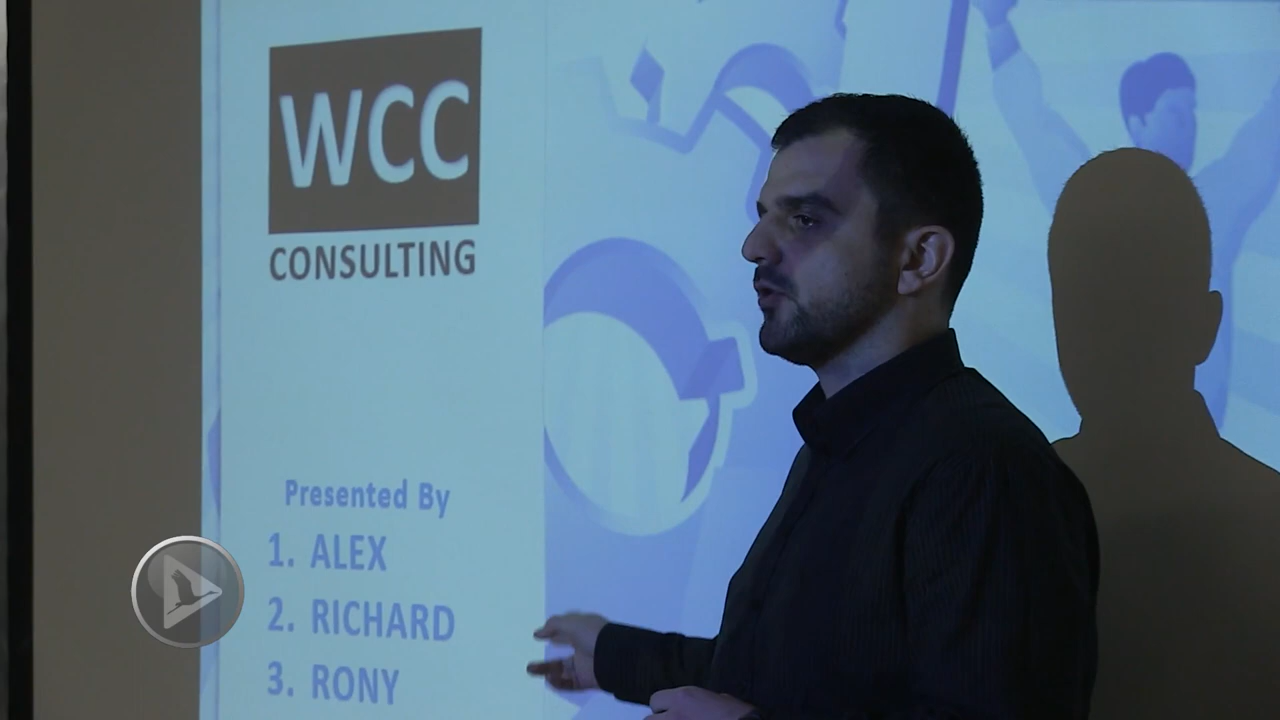 WCC
CONSULTING
Presented By
1. ALEX
2. RICHARD
3. RONY